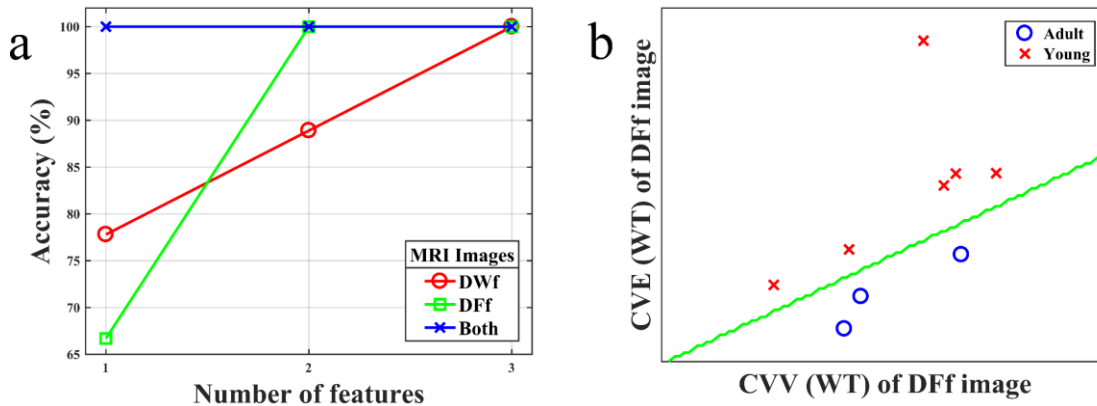 a
100
95
90
85
80
75
70
65
1 2 3
Accuracy (%)
Number of features
MRI Images
DWf
DFf
Both
b
Adult
Young
CVE (WT) of DFf image
CVV (WT) of DFf image